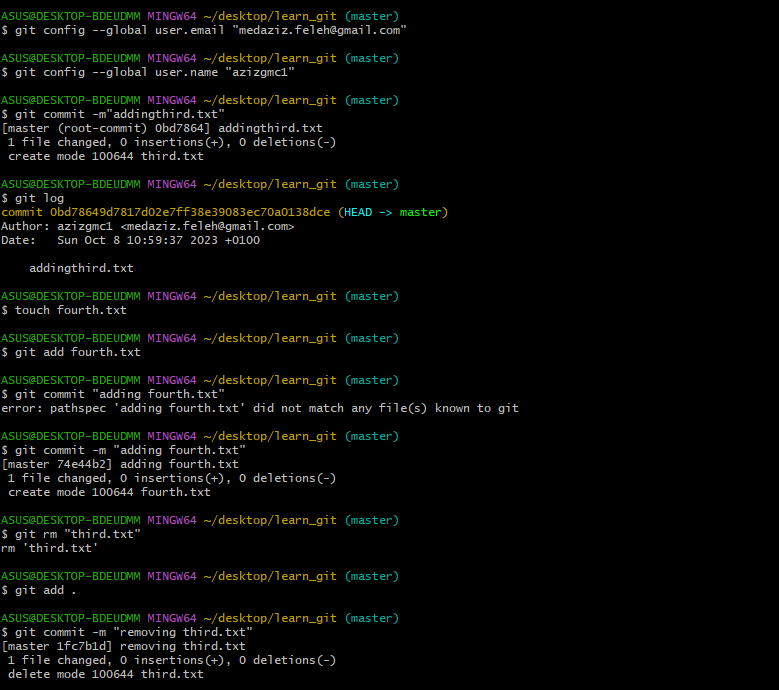 ASUS@DESKTOP-BDEUDMM MINGW64 ~/desktop/learn_git (master)
$ git config --global user.email "medaziz.feleh@gmail.com"
ASUS@DESKTOP-BDEUDMM MINGW64 ~/desktop/learn_git (master)
$ git config --global user.name "azizgmc1"
ASUS@DESKTOP-BDEUDMM MINGW64 ~/desktop/learn_git (master)
$ git commit -m"addingthird.txt"
[master (root-commit) 0bd7864] addingthird.txt
 1 file changed, 0 insertions(+), 0 deletions(-)
 create mode 100644 third.txt
ASUS@DESKTOP-BDEUDMM MINGW64 ~/desktop/learn_git (master)
$ git log
commit 0bd78649d7817d02e7ff38e39083ec70a0138dce (HEAD -> master)
Author: azizgmc1 <medaziz.feleh@gmail.com>
Date:   Sun Oct 8 10:59:37 2023 +0100
    addingthird.txt
ASUS@DESKTOP-BDEUDMM MINGW64 ~/desktop/learn_git (master)
$ touch fourth.txt
ASUS@DESKTOP-BDEUDMM MINGW64 ~/desktop/learn_git (master)
$ git add fourth.txt
ASUS@DESKTOP-BDEUDMM MINGW64 ~/desktop/learn_git (master)
$ git commit "adding fourth.txt"
error: pathspec 'adding fourth.txt' did not match any file(s) known to git
ASUS@DESKTOP-BDEUDMM MINGW64 ~/desktop/learn_git (master)
$ git commit -m "adding fourth.txt"
[master 74e44b2] adding fourth.txt
 1 file changed, 0 insertions(+), 0 deletions(-)
 create mode 100644 fourth.txt
ASUS@DESKTOP-BDEUDMM MINGW64 ~/desktop/learn_git (master)
$ git rm "third.txt"
rm 'third.txt'
ASUS@DESKTOP-BDEUDMM MINGW64 ~/desktop/learn_git (master)
$ git add .
ASUS@DESKTOP-BDEUDMM MINGW64 ~/desktop/learn_git (master)
$ git commit -m "removing third.txt"
[master 1fc7b1d] removing third.txt
 1 file changed, 0 insertions(+), 0 deletions(-)
 delete mode 100644 third.txt